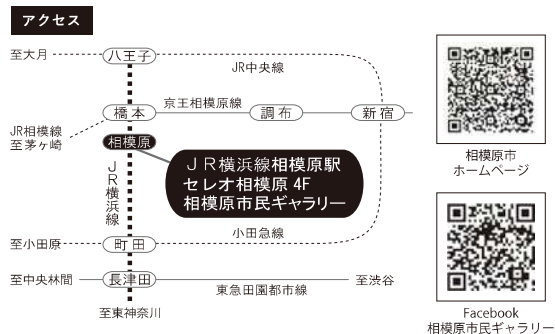 アクセス
至大月
八王子
JR中央線
橋本
京王相模原線
調布
新宿
JR相模線
至茅ヶ崎
相模原
JR横浜線
JR横浜線相模原駅
セレオ相模原 4F
相模原市民ギャラリー
至小田原
町田
小田急線
至中央林間
長津田
東急田園都市線
至渋谷
至東神奈川
相模原市
ホームページ
Facebook
相模原市民ギャラリー